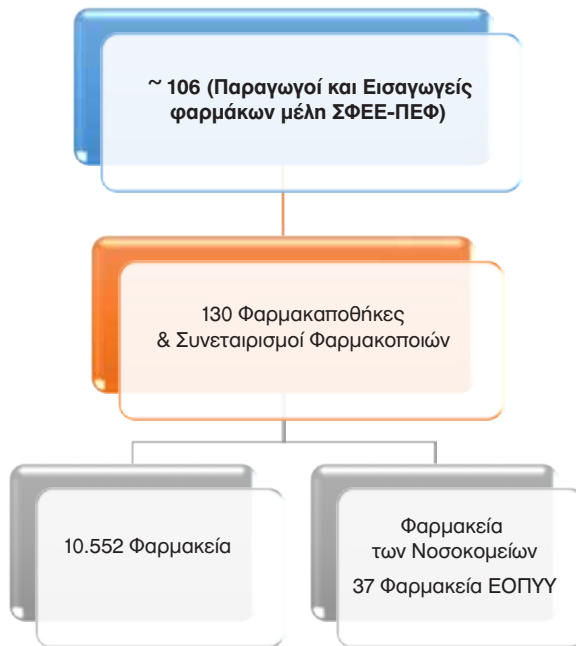 ~ 106 (Παραγωγοί και Εισαγωγείς
φαρμάκων μέλη ΣΦΕΕ-ΠΕΦ)
130 Φαρμακαποθήκες
& Συνεταιρισμοί Φαρμακοποιών
10.552 Φαρμακεία
Φαρμακεία
των Νοσοκομείων
37 Φαρμακεία ΕΟΠΥΥ